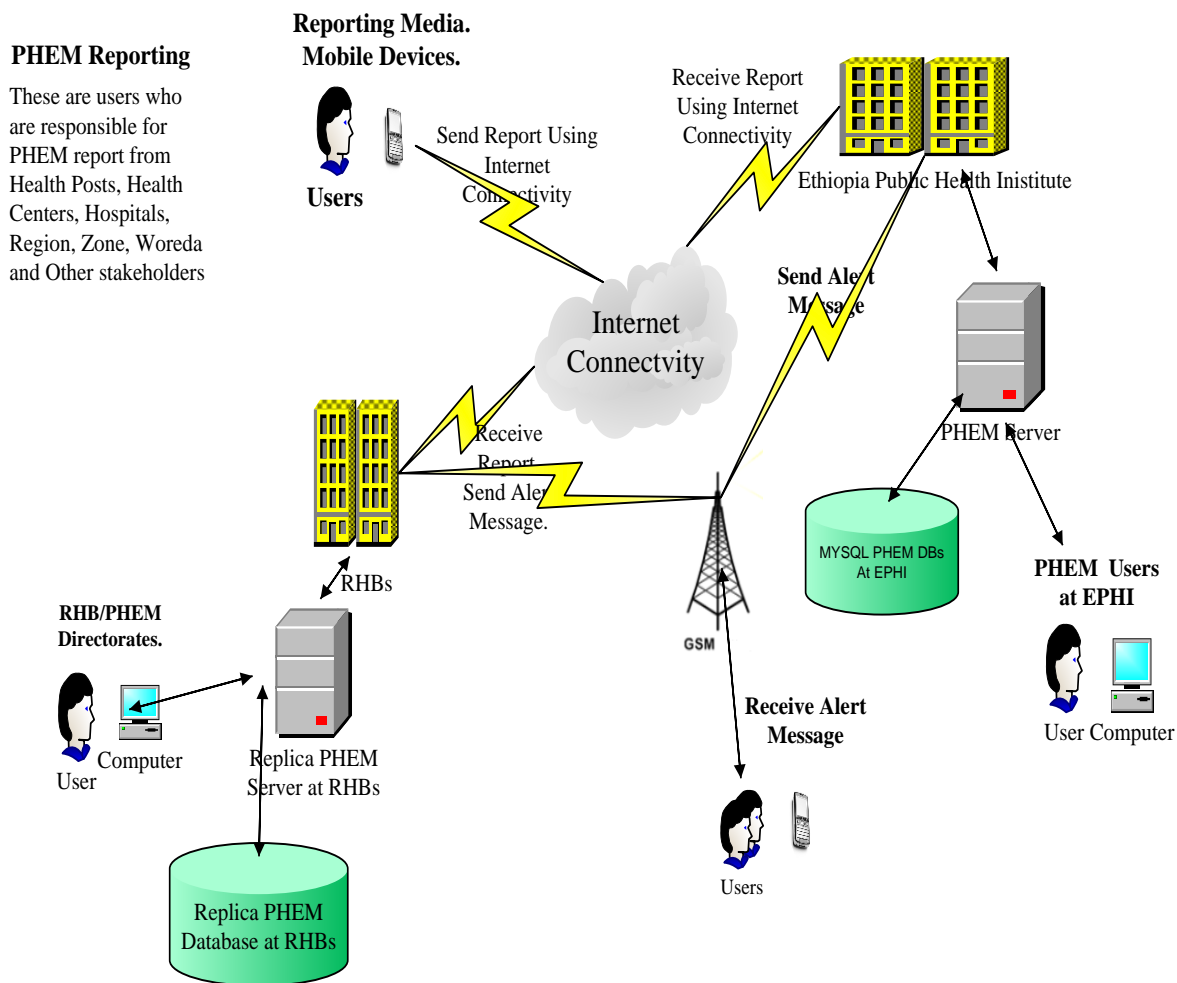 PHEM Reporting
These are users who
are responsible for
PHEM report from
Health Posts, Health
Centers, Hospitals,
Region, Zone, Woreda
and Other stakeholders
Reporting Media.
Mobile Devices.
Users
Send Report Using
Internet
Connectivity
Receive Report
Using Internet
Connectivity
Ethiopia Public Health Inistitute
Send Alert
Message
Internet
Connectvity
PHEM Server
Receive
Report
Send Alert
Message.
RHBs
MYSQL PHEM DBs
At EPHI
PHEM Users
at EPHI
User Computer
GSM
RHB/PHEM
Directorates.
User
Computer
Replica PHEM
Server at RHBs
Receive Alert
Message
Users
Replica PHEM
Database at RHBs